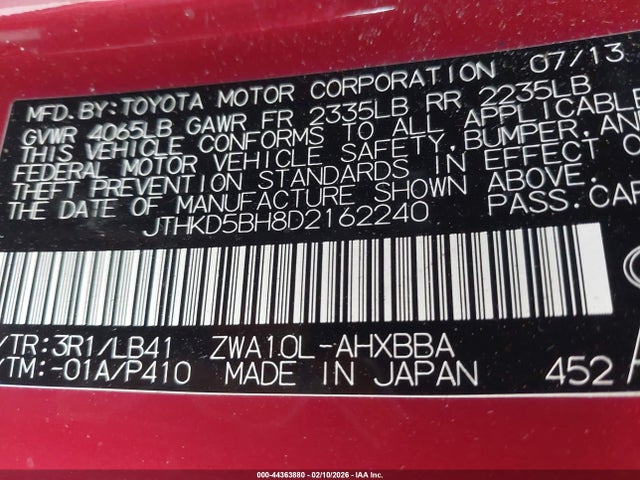 MFD.BY:TOYOTA MOTOR CORPORATION 07/13
GVWR 4065LB GAWR FR 2335LB RR 2235LB
THIS VEHICLE CONFORMS TO ALL APPLICABLE
FEDERAL MOTOR VEHICLE SAFETY,BUMPER,AND
THEFT PREVENTION STANDARDS IN EFFECT O
THE DATE OF MANUFACTURE SHOWN ABOVE.
JTHKD5BH8D2162240 PASS.CAR
/TR:3R1/LB41 ZWA10L-AHXBBA
/TM:-01A/P410 MADE IN JAPAN 452
000-44363880 - 02/10/2026 - IAA Inc.